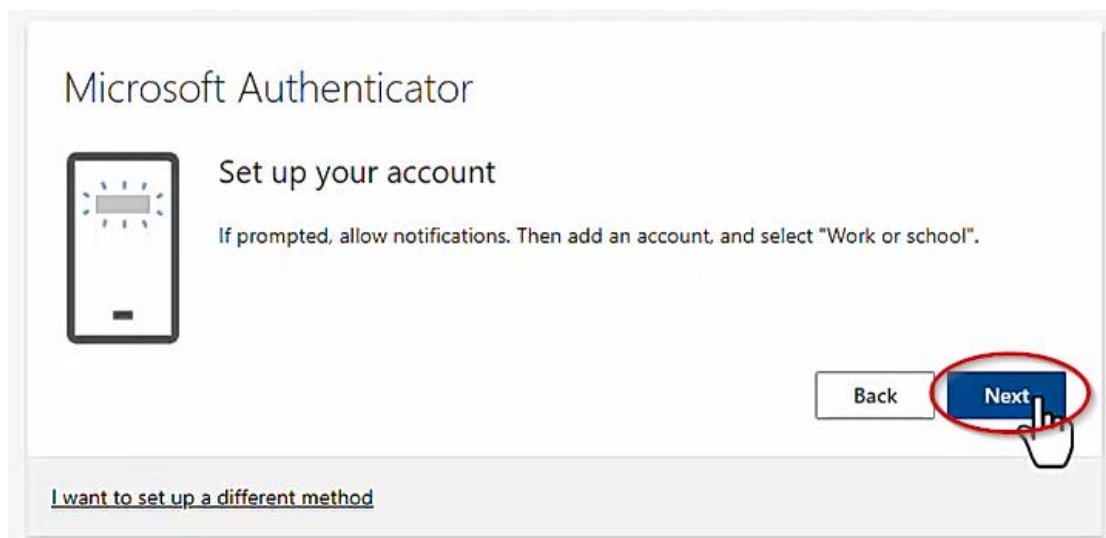 Microsoft Authenticator
Set up your account
If prompted, allow notifications. Then add an account, and select "Work or school".
Back
Next
I want to set up a different method